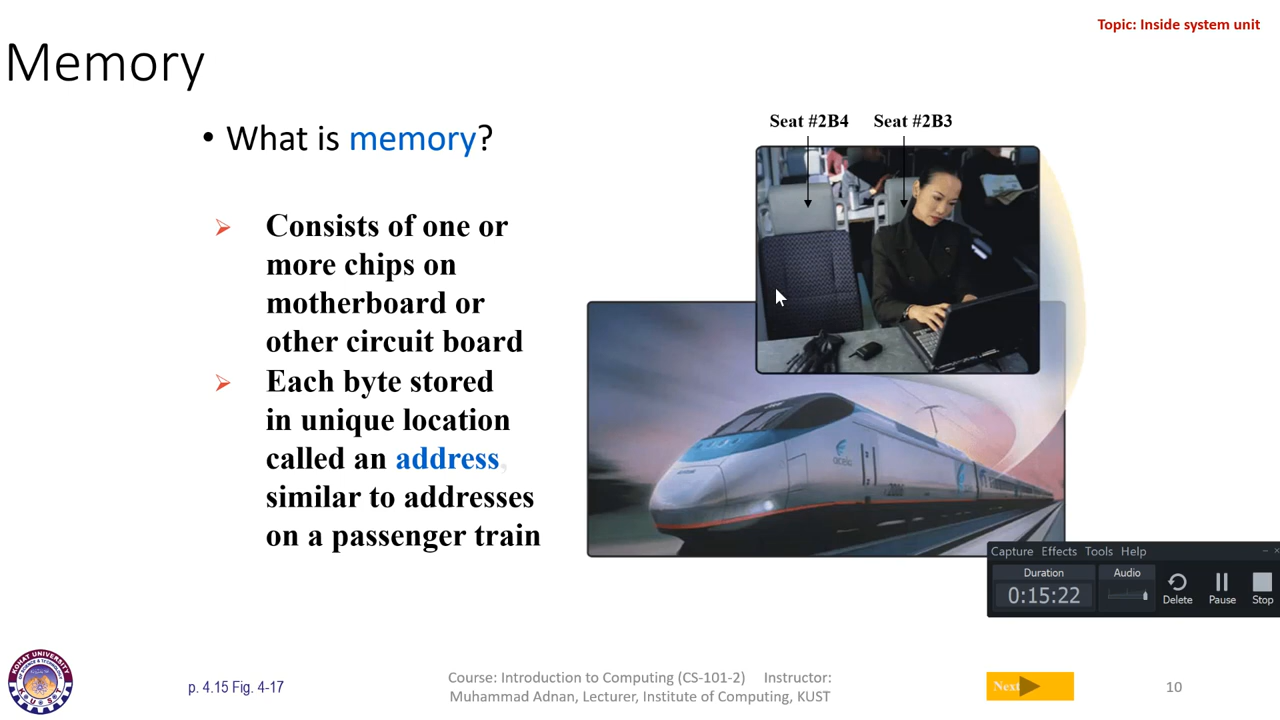 Topic: Inside system unit
Memory
• What is memory?
Seat #2B4 Seat #2B3
Consists of one or
more chips on
motherboard or
other circuit board
Each byte stored
in unique location
called an address,
similar to addresses
on a passenger train
Capture Effects Tools Help
Duration
0:15:22
Audio
Delete
Pause
Stop
KOHAT UNIVERSITY
p. 4.15 Fig. 4-17
Course: Introduction to Computing (CS-101-2) Instructor:
Muhammad Adnan, Lecturer, Institute of Computing, KUST
Next
10